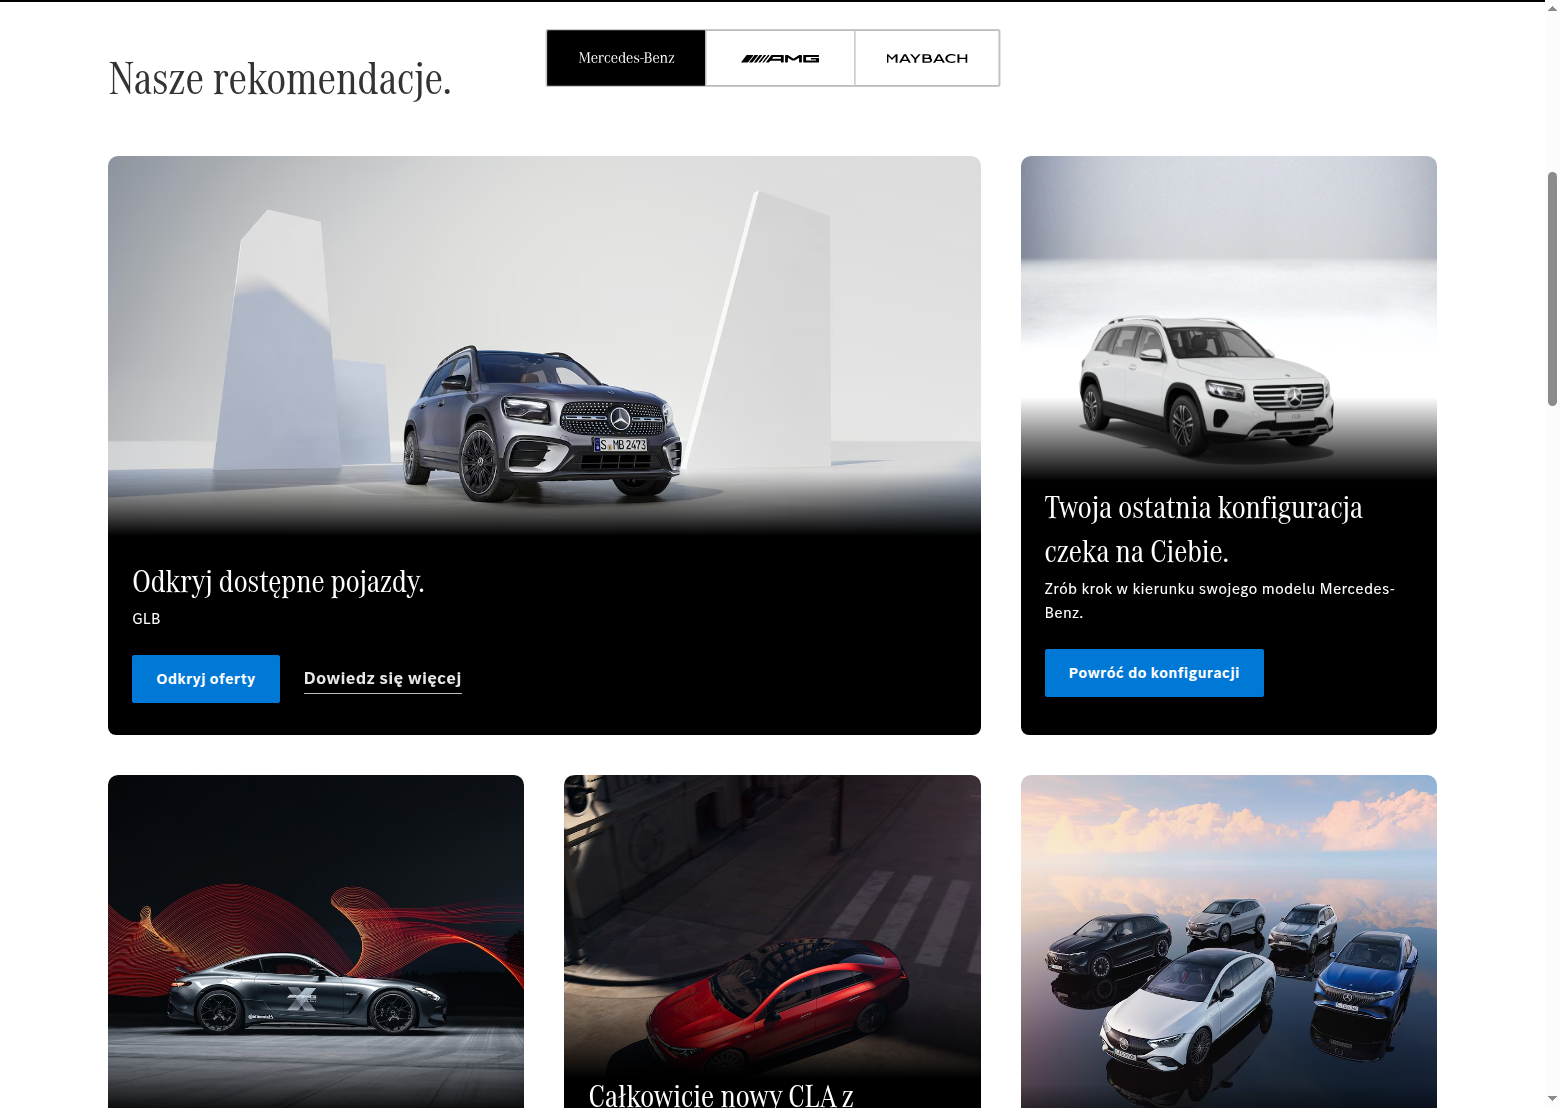 Nasze rekomendacje.
Mercedes-Benz
AMG
MAYBACH
S MB 2473
Odkryj dostępne pojazdy.
GLB
Odkryj oferty
Dowiedz się więcej
Twoja ostatnia konfiguracja
czeka na Ciebie.
Zrób krok w kierunku swojego modelu Mercedes-
Benz.
Powróć do konfiguracji
Całkowicie nowy CLA z